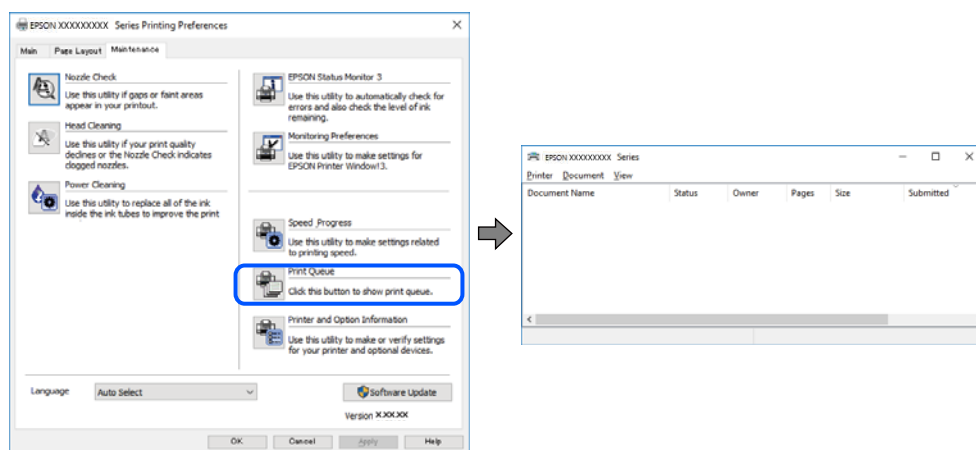 EPSON XXXXXXXXX Series Printing Preferences
Main Page Layout Maintenance
Nozzle Check
Use this utility if gaps or faint areas
appear in your printout.
Head Cleaning
Use this utility if your print quality
declines or the Nozzle Check indicates
clogged nozzles.
Power Cleaning
Use this utility to replace all of the ink
inside the ink tubes to improve the print
EPSON Status Monitor 3
Use this utility to automatically check for
errors and also check the level of ink
remaining.
Monitoring Preferences
Use this utility to make settings for
EPSON Printer Window!3.
Speed Progress
Use this utility to make settings related
to printing speed.
Print Queue
Click this button to show print queue.
Printer and Option Information
Use this utility to make or verify settings
for your printer and optional devices.
Language Auto Select
Software Update
Version X.XX.XX
OK Cancel Apply Help
EPSON XXXXXXXXX Series
Printer Document View
Document Name Status Owner Pages Size Submitted